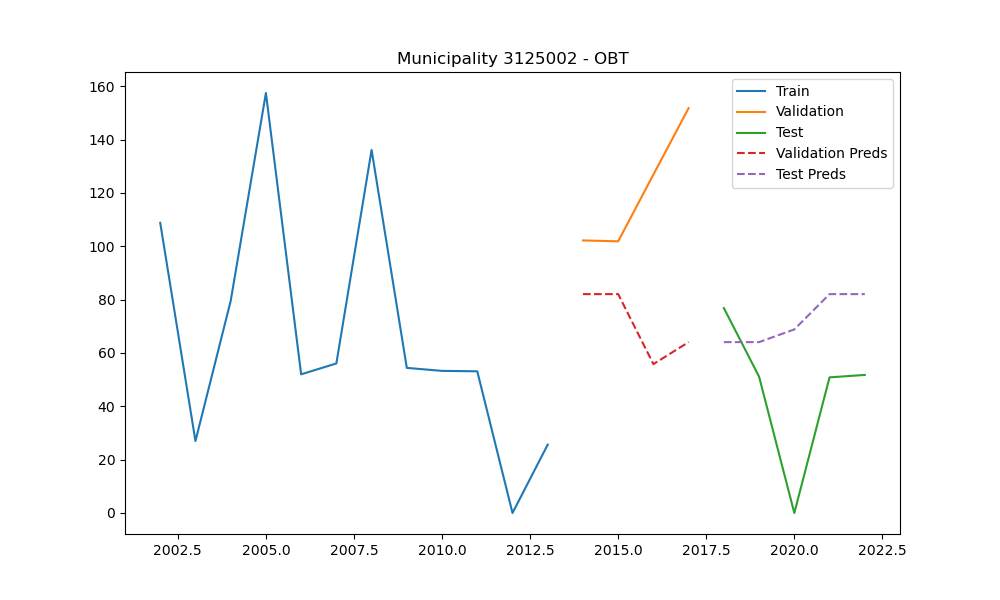 Municipality 3125002 - OBT
160
140
120
100
80
60
40
20
0
2002.5 2005.0 2007.5 2010.0 2012.5 2015.0 2017.5 2020.0 2022.5
Train
Validation
Test
Validation Preds
Test Preds